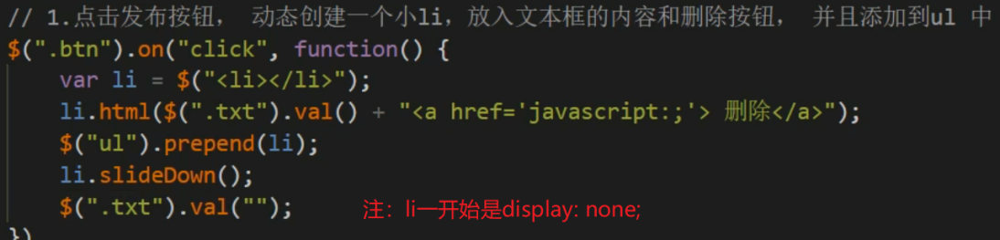 // 1.点击发布按钮， 动态创建一个小li，放入文本框的内容和删除按钮， 并且添加到ul 中
$(".btn").on("click", function() {
    var li = $("<li></li>");
    li.html($(".txt").val() + "<a href='javascript:;'> 删除</a>");
    $("ul").prepend(li);
    li.slideDown();
    $(".txt").val("");
注：li一开始是display: none;
})